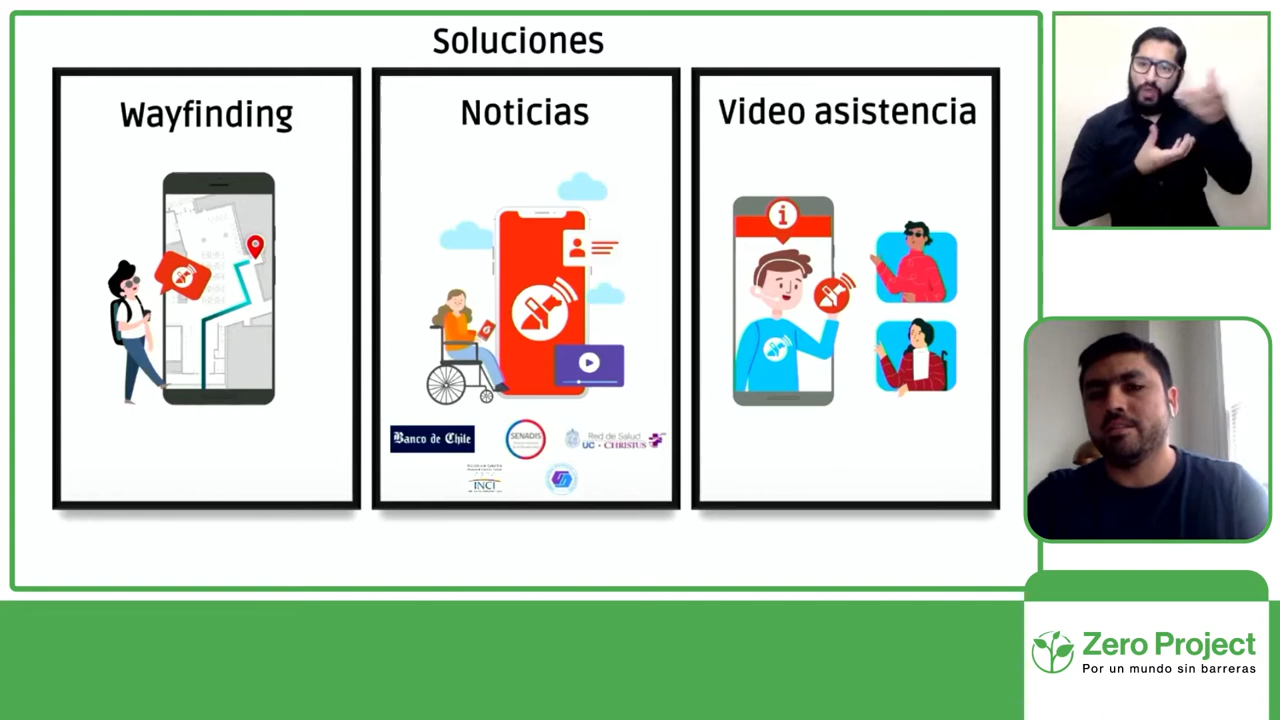 Soluciones
Wayfinding
Noticias
Video asistencia
i
Banco de Chile
SENADIS
Red de Salud
UC • CHRISTUS
INCI
Zero Project
Por un mundo sin barreras